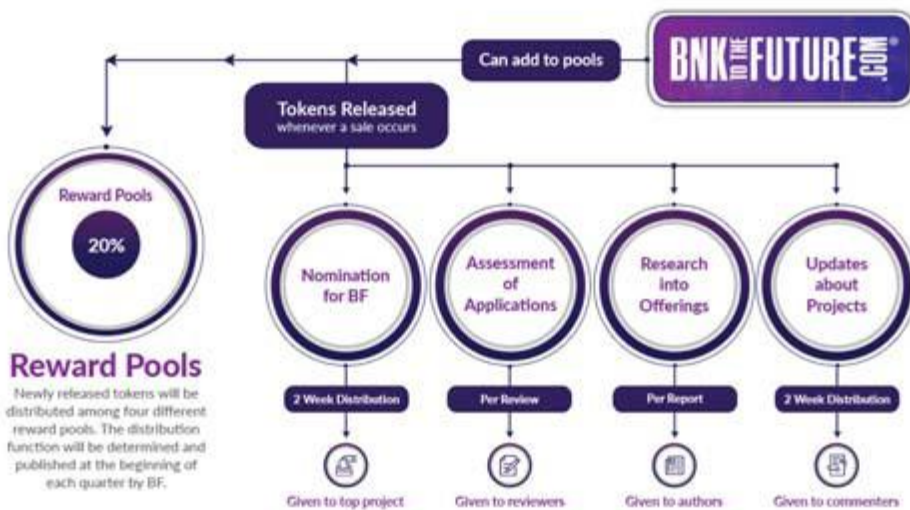 BNK TO THE FUTURE .COM®
Can add to pools
Tokens Released
whenever a sale occurs
Reward Pools
20%
Nomination
for BF
Assessment
of
Applications
Research
into
Offerings
Updates
about
Projects
Reward Pools
Newly released tokens will be
distributed among four different
reward pools. The distribution
function will be determined and
published at the beginning of
each quarter by BF.
2 Week Distribution
Per Review
Per Report
2 Week Distribution
Given to top project
Given to reviewers
Given to authors
Given to commenters